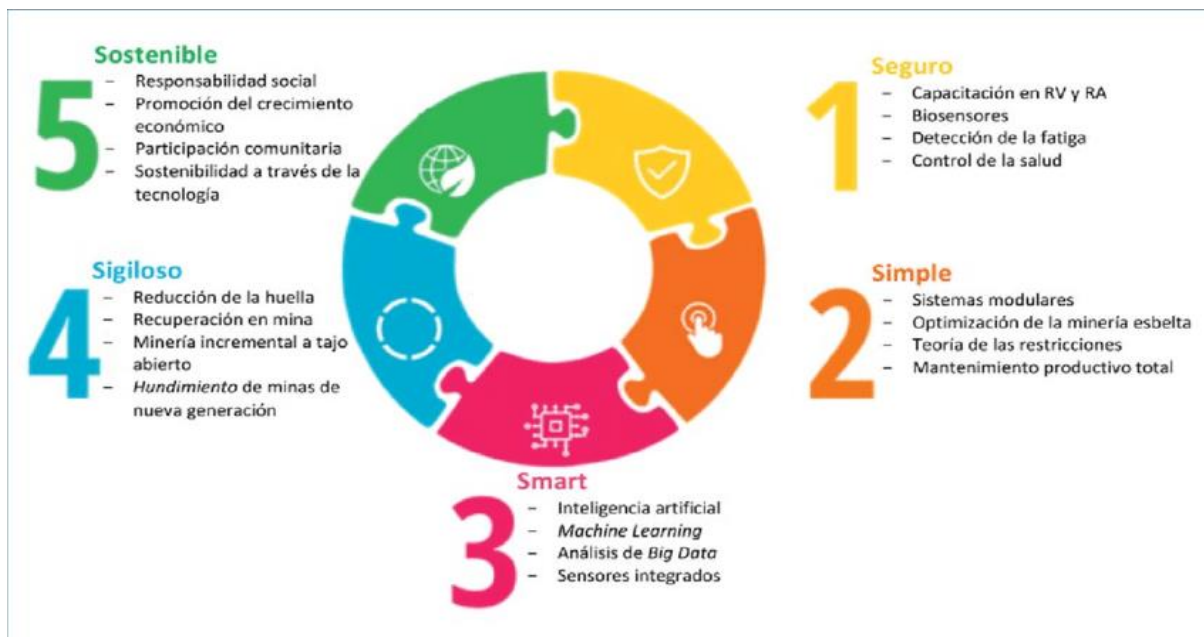 1
Seguro
– Capacitación en RV y RA
– Biosensores
– Detección de la fatiga
– Control de la salud
2
Simple
– Sistemas modulares
– Optimización de la minería esbelta
– Teoría de las restricciones
– Mantenimiento productivo total
3
Smart
– Inteligencia artificial
– Machine Learning
– Análisis de Big Data
– Sensores integrados
4
Sigiloso
– Reducción de la huella
– Recuperación en mina
– Minería incremental a tajo
abierto
– Hundimiento de minas de
nueva generación
5
Sostenible
– Responsabilidad social
– Promoción del crecimiento
económico
– Participación comunitaria
– Sostenibilidad a través de la
tecnología